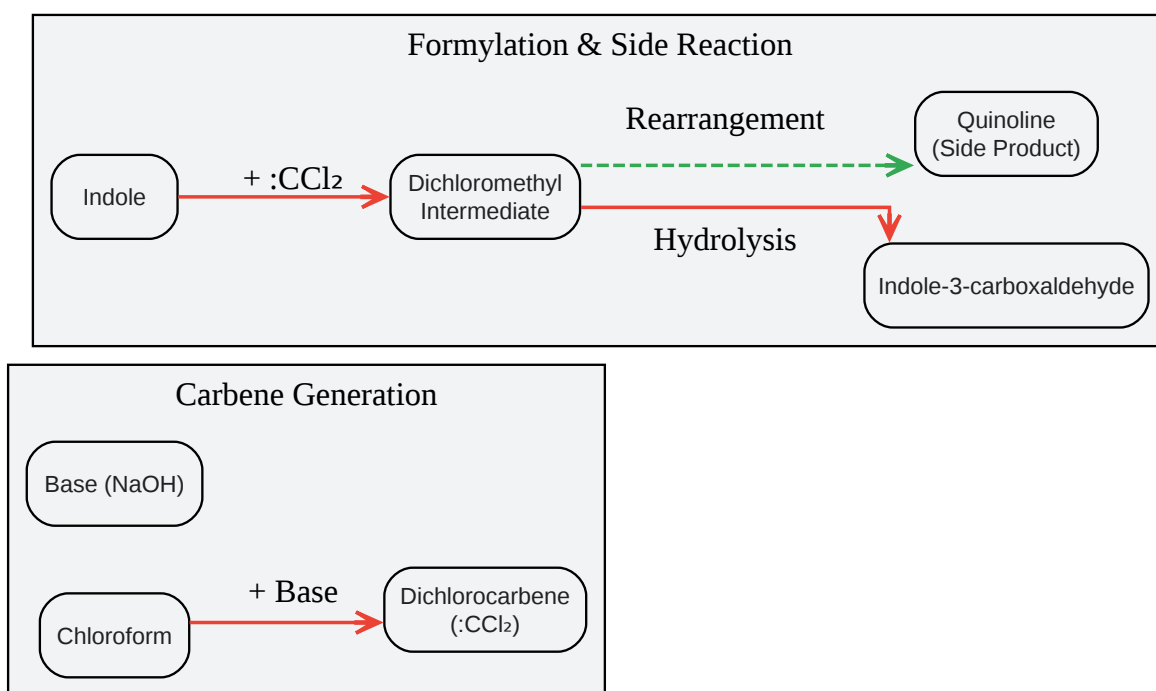 Formylation & Side Reaction
Indole
+ :CCl₂
Dichloromethyl
Intermediate
Rearrangement
Quinoline
(Side Product)
Hydrolysis
Indole-3-carboxaldehyde
Carbene Generation
Base (NaOH)
Chloroform
+ Base
Dichlorocarbene
(:CCl₂)